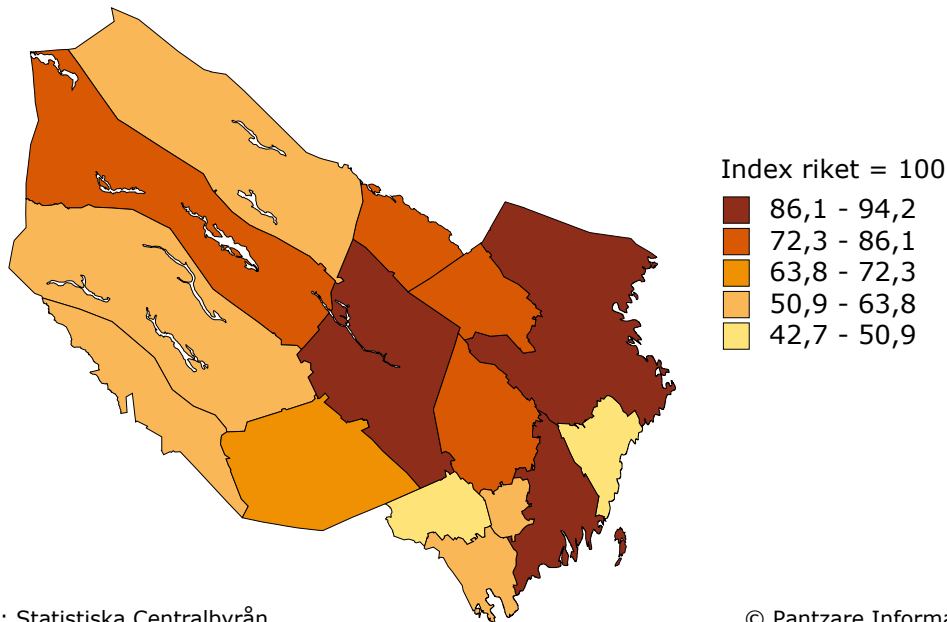 Index riket = 100
86,1 - 94,2
72,3 - 86,1
63,8 - 72,3
50,9 - 63,8
42,7 - 50,9
: Statistiska Centralbyrån
© Pantzare Informa